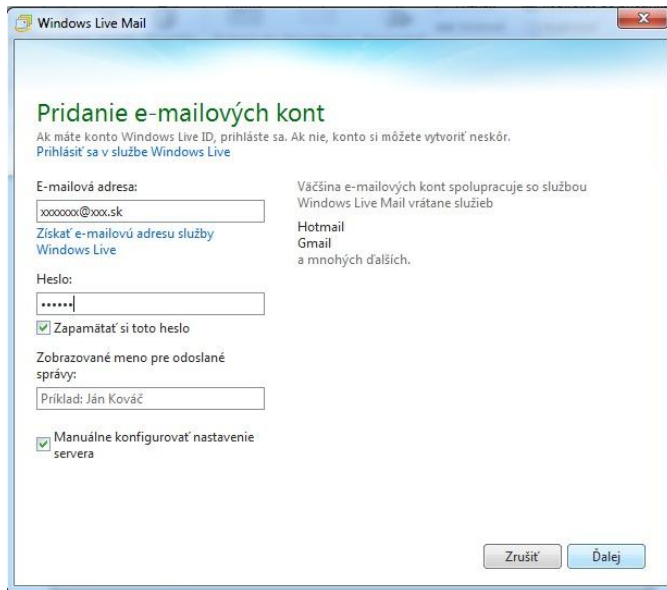 Windows Live Mail
Pridanie e-mailových kont
Ak máte konto Windows Live ID, prihláste sa. Ak nie, konto si môžete vytvoriť neskôr.
Prihlásiť sa v službe Windows Live
E-mailová adresa:
xxxxxxx@xxx.sk
Získať e-mailovú adresu služby
Windows Live
Heslo:
••••••
Zapamätať si toto heslo
Zobrazované meno pre odoslané
správy:
Príklad: Ján Kováč
Manuálne konfigurovať nastavenie
servera
Väčšina e-mailových kont spolupracuje so službou
Windows Live Mail vrátane služieb
Hotmail
Gmail
a mnohých ďalších.
Zrušiť
Ďalej